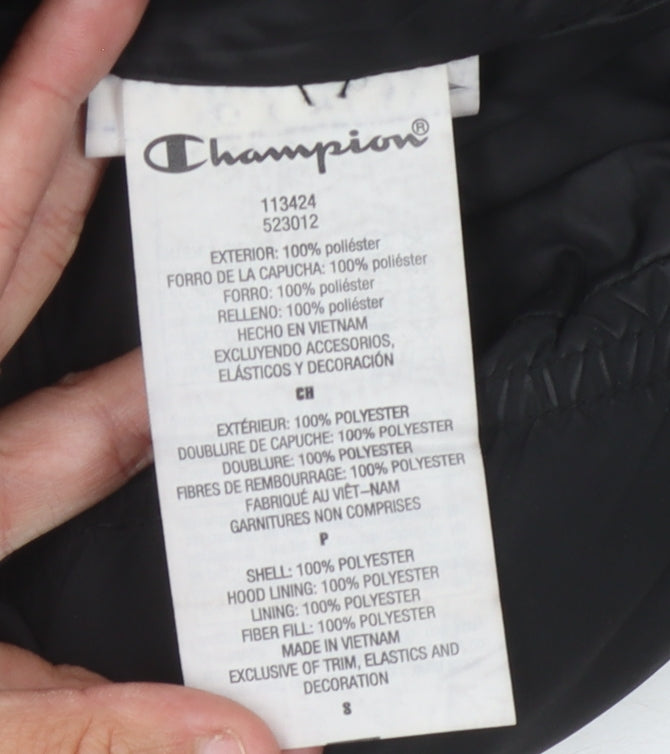 Champion®
113424
523012
EXTERIOR: 100% poliéster
FORRO DE LA CAPUCHA: 100% poliéster
FORRO: 100% poliéster
RELLENO: 100% poliéster
HECHO EN VIETNAM
EXCLUYENDO ACCESORIOS,
ELÁSTICOS Y DECORACIÓN
CH
EXTÉRIEUR: 100% POLYESTER
DOUBLURE DE CAPUCHE: 100% POLYESTER
DOUBLURE: 100% POLYESTER
FIBRES DE REMBOURRAGE: 100% POLYESTER
FABRIQUÉ AU VIÊT–NAM
GARNITURES NON COMPRISES
P
SHELL: 100% POLYESTER
HOOD LINING: 100% POLYESTER
LINING: 100% POLYESTER
FIBER FILL: 100% POLYESTER
MADE IN VIETNAM
EXCLUSIVE OF TRIM, ELASTICS AND
DECORATION
S